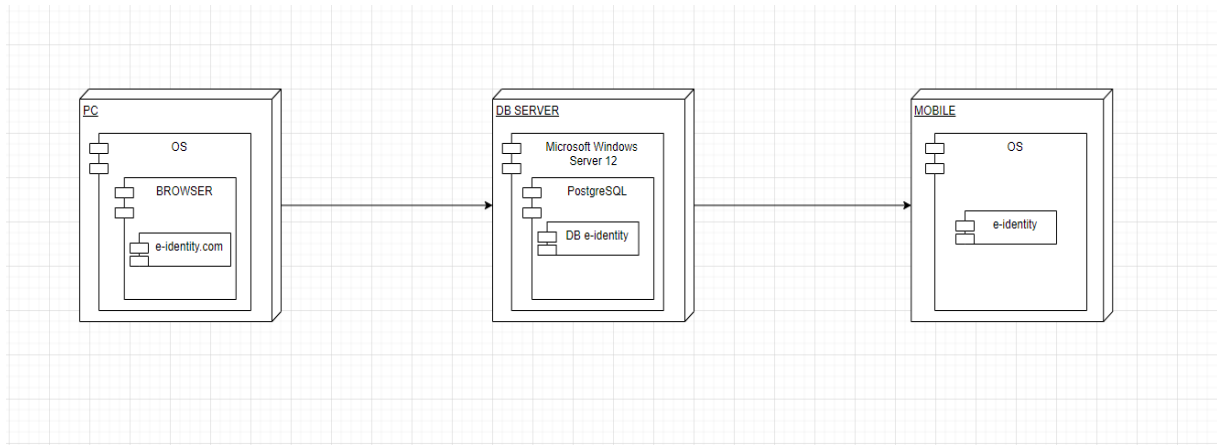 PC
OS
BROWSER
e-identity.com
DB SERVER
Microsoft Windows
Server 12
PostgreSQL
DB e-identity
MOBILE
OS
e-identity